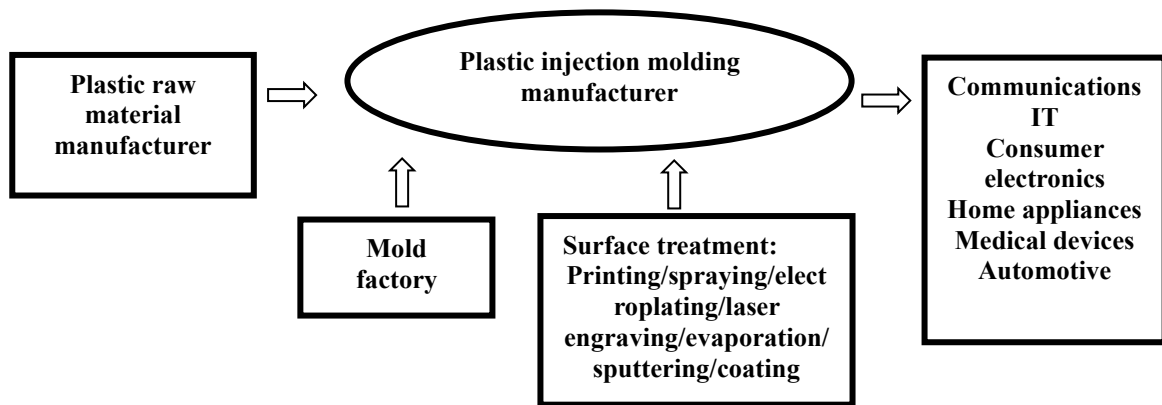 Plastic raw
material
manufacturer
Plastic injection molding
manufacturer
Communications
IT
Consumer
electronics
Home appliances
Medical devices
Automotive
Mold
factory
Surface treatment:
Printing/spraying/elect
roplating/laser
engraving/evaporation/
sputtering/coating